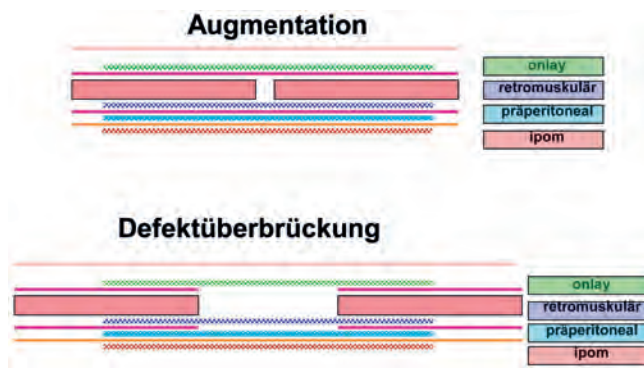 Augmentation
onlay
retromuskulär
präperitoneal
ipom
Defektüberbrückung
onlay
retromuskulär
präperitoneal
ipom